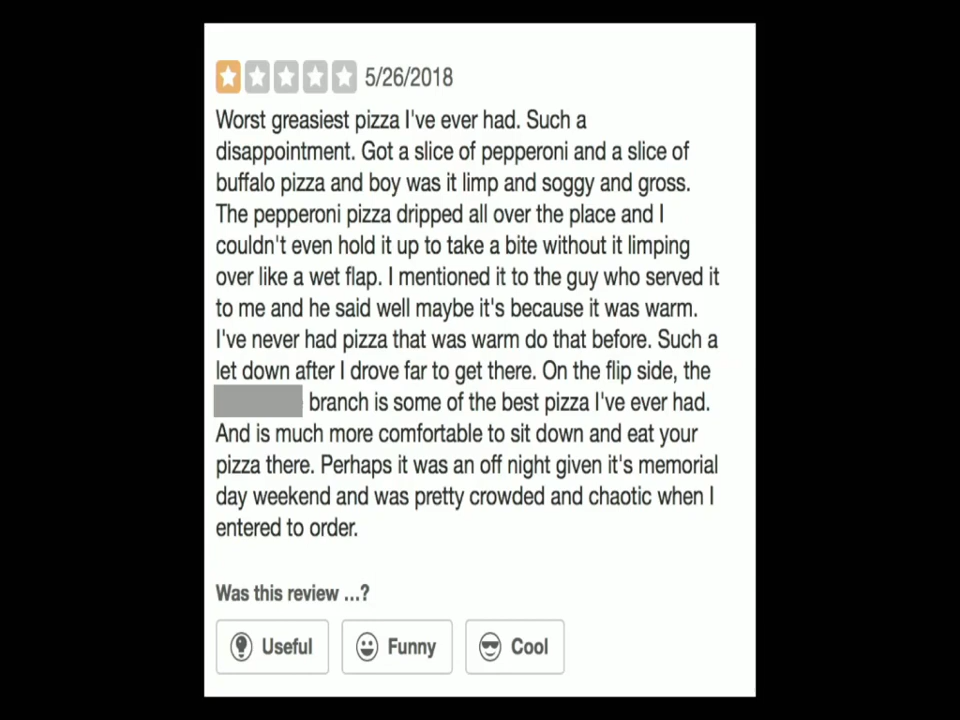 5/26/2018
Worst greasiest pizza I've ever had. Such a
disappointment. Got a slice of pepperoni and a slice of
buffalo pizza and boy was it limp and soggy and gross.
The pepperoni pizza dripped all over the place and I
couldn't even hold it up to take a bite without it limping
over like a wet flap. I mentioned it to the guy who served it
to me and he said well maybe it's because it was warm.
I've never had pizza that was warm do that before. Such a
let down after I drove far to get there. On the flip side, the
branch is some of the best pizza I've ever had.
And is much more comfortable to sit down and eat your
pizza there. Perhaps it was an off night given it's memorial
day weekend and was pretty crowded and chaotic when I
entered to order.
Was this review ...?
Useful Funny Cool